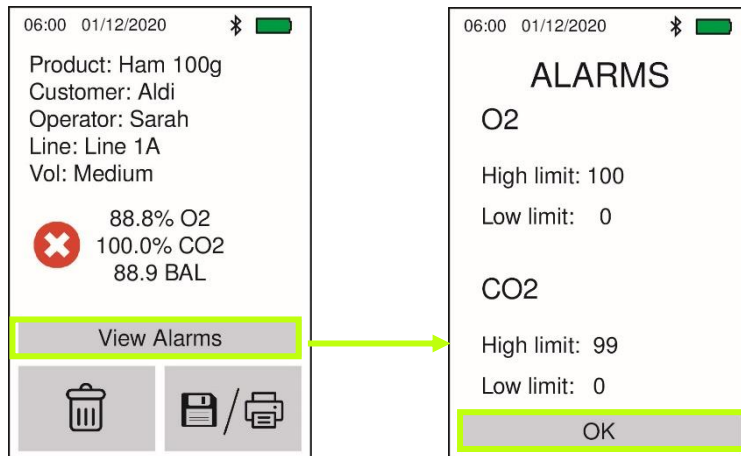 06:00 01/12/2020
Product: Ham 100g
Customer: Aldi
Operator: Sarah
Line: Line 1A
Vol: Medium
88.8% O2
100.0% CO2
88.9 BAL
View Alarms
/
06:00 01/12/2020
ALARMS
O2
High limit: 100
Low limit: 0
CO2
High limit: 99
Low limit: 0
OK